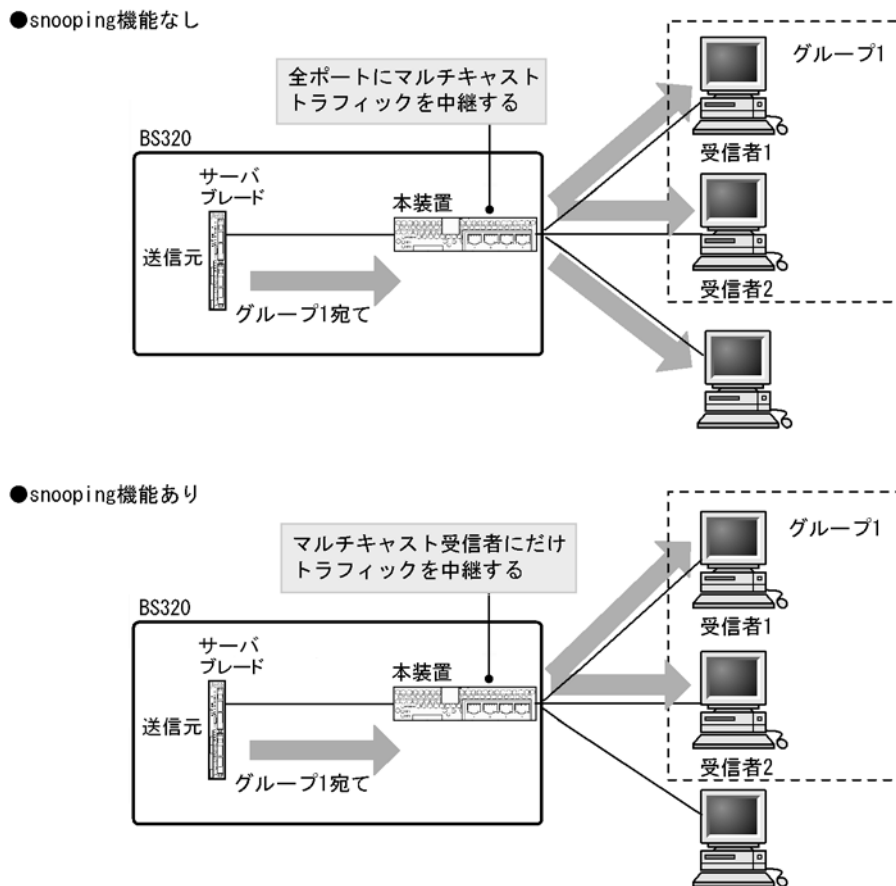 ●snooping機能なし
グループ1
全ポートにマルチキャスト
トラフィックを中継する
BS320
受信者1
サーバ
ブレード
本装置
送信元
受信者2
グループ1宛て
●snooping機能あり
グループ1
マルチキャスト受信者にだけ
トラフィックを中継する
BS320
受信者1
サーバ
ブレード
本装置
送信元
受信者2
グループ1宛て